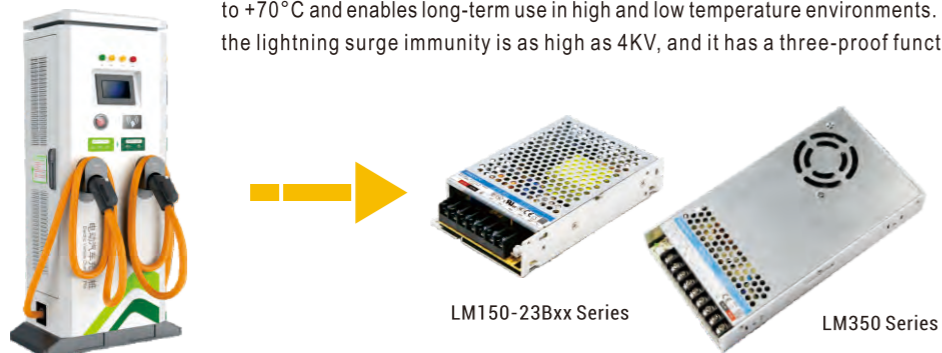 to +70°C and enables long-term use in high and low temperature environments.
the lightning surge immunity is as high as 4KV, and it has a three-proof funct
LM150-23Bxx Series
LM350 Series